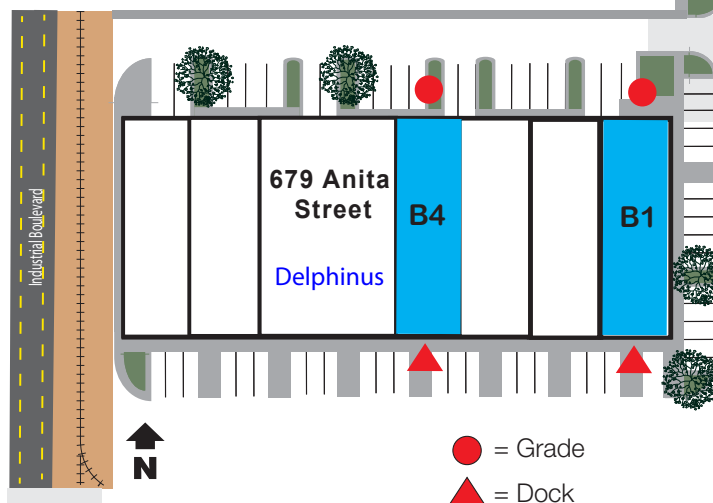 Industrial Boulevard
679 Anita
Street
Delphinus
B4
B1
N
= Grade
= Dock